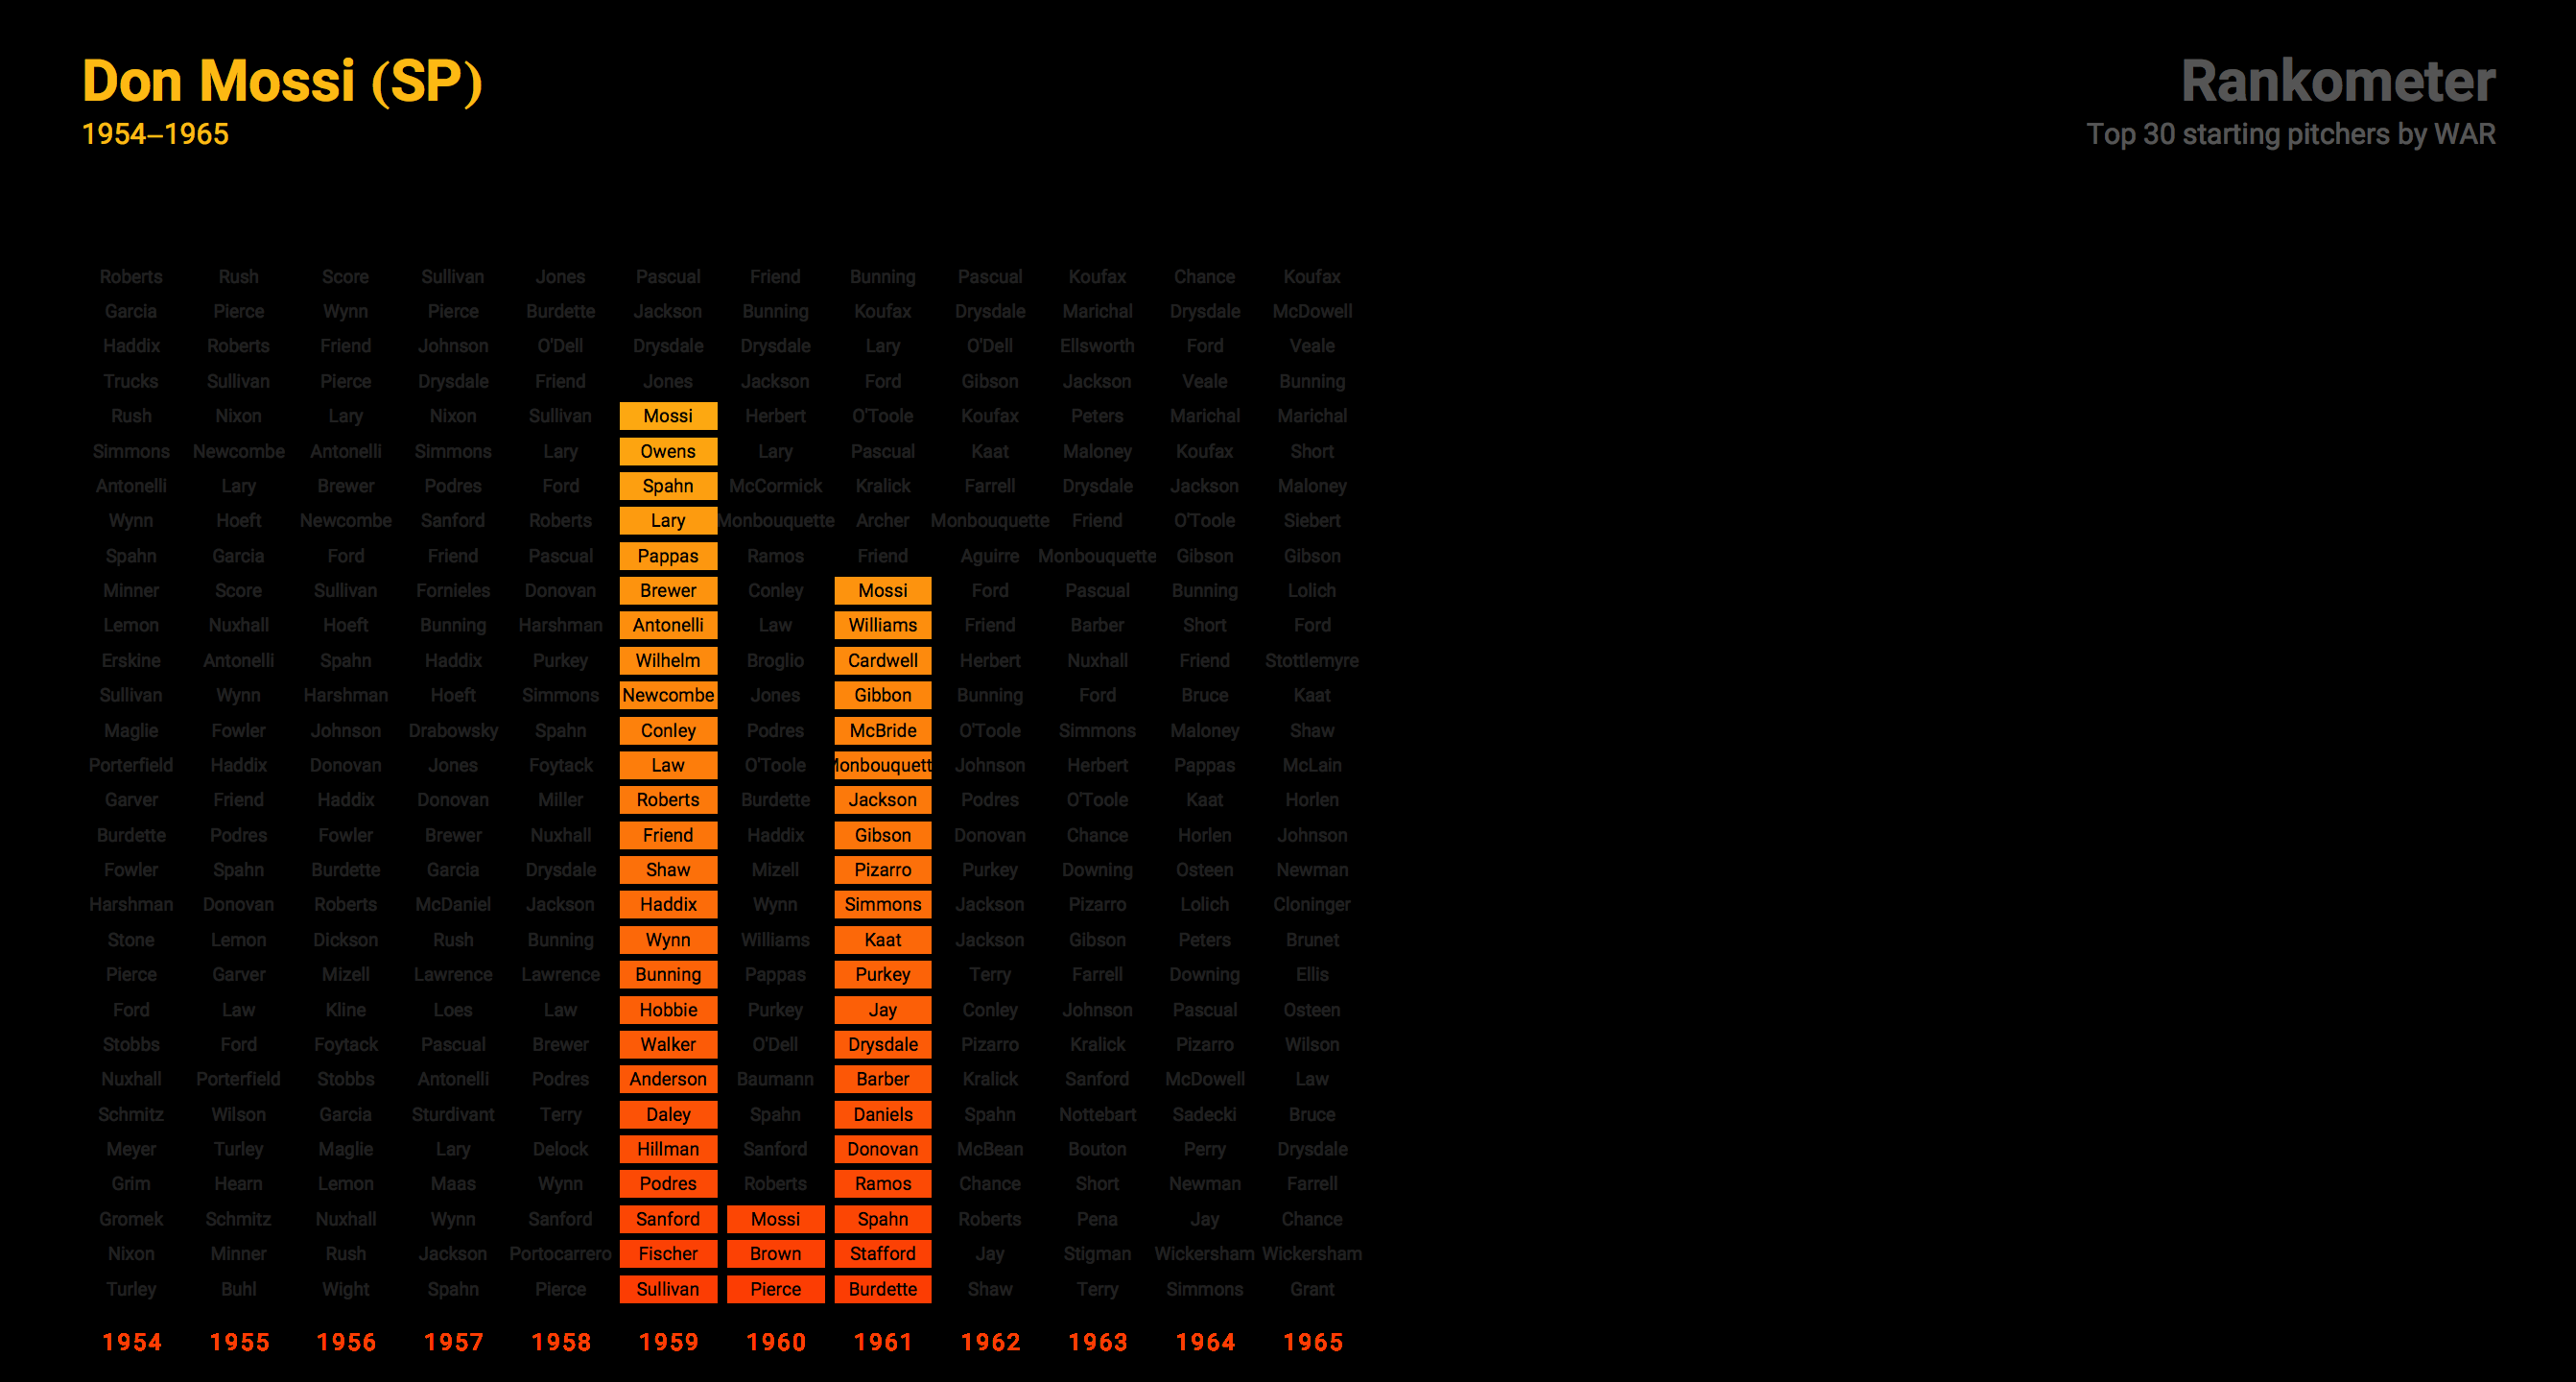 Don Mossi (SP)
1954–1965
Rankometer
Top 30 starting pitchers by WAR
Roberts Rush Score Sullivan Jones Pascual Friend Bunning Pascual Koufax Chance Koufax
Garcia Pierce Wynn Pierce Burdette Jackson Bunning Koufax Drysdale Marichal Drysdale McDowell
Haddix Roberts Friend Johnson O'Dell Drysdale Drysdale Lary O'Dell Ellsworth Ford Veale
Trucks Sullivan Pierce Drysdale Friend Jones Jackson Ford Gibson Jackson Veale Bunning
Rush Nixon Lary Nixon Sullivan Mossi Herbert O'Toole Koufax Peters Marichal Marichal
Simmons Newcombe Antonelli Simmons Lary Owens Lary Pascual Kaat Maloney Koufax Short
Antonelli Lary Brewer Podres Ford Spahn McCormick Kralick Farrell Drysdale Jackson Maloney
Wynn Hoeft Newcombe Sanford Roberts Lary Monbouquette Archer Monbouquette Friend O'Toole Siebert
Spahn Garcia Ford Friend Pascual Pappas Ramos Friend Aguirre Monbouquette Gibson Gibson
Minner Score Sullivan Fornieles Donovan Brewer Conley Mossi Ford Pascual Bunning Lolich
Lemon Nuxhall Hoeft Bunning Harshman Antonelli Law Williams Friend Barber Short Ford
Erskine Antonelli Spahn Haddix Purkey Wilhelm Broglio Cardwell Herbert Nuxhall Friend Stottlemyre
Sullivan Wynn Harshman Hoeft Simmons Newcombe Jones Gibbon Bunning Ford Bruce Kaat
Maglie Fowler Johnson Drabowsky Spahn Conley Podres McBride O'Toole Simmons Maloney Shaw
Porterfield Haddix Donovan Jones Foytack Law O'Toole Monbouquett Johnson Herbert Pappas McLain
Garver Friend Haddix Donovan Miller Roberts Burdette Jackson Podres O'Toole Kaat Horlen
Burdette Podres Fowler Brewer Nuxhall Friend Haddix Gibson Donovan Chance Horlen Johnson
Fowler Spahn Burdette Garcia Drysdale Shaw Mizell Pizarro Purkey Downing Osteen Newman
Harshman Donovan Roberts McDaniel Jackson Haddix Wynn Simmons Jackson Pizarro Lolich Cloninger
Stone Lemon Dickson Rush Bunning Wynn Williams Kaat Jackson Gibson Peters Brunet
Pierce Garver Mizell Lawrence Lawrence Bunning Pappas Purkey Terry Farrell Downing Ellis
Ford Law Kline Loes Law Hobbie Purkey Jay Conley Johnson Pascual Osteen
Stobbs Ford Foytack Pascual Brewer Walker O'Dell Drysdale Pizarro Kralick Pizarro Wilson
Nuxhall Porterfield Stobbs Antonelli Podres Anderson Baumann Barber Kralick Sanford McDowell Law
Schmitz Wilson Garcia Sturdivant Terry Daley Spahn Daniels Spahn Nottebart Sadecki Bruce
Meyer Turley Maglie Lary Delock Hillman Sanford Donovan McBean Bouton Perry Drysdale
Grim Hearn Lemon Maas Wynn Podres Roberts Ramos Chance Short Newman Farrell
Gromek Schmitz Nuxhall Wynn Sanford Sanford Mossi Spahn Roberts Pena Jay Chance
Nixon Minner Rush Jackson Portocarrero Fischer Brown Stafford Jay Stigman Wickersham Wickersham
Turley Buhl Wight Spahn Pierce Sullivan Pierce Burdette Shaw Terry Simmons Grant
1954 1955 1956 1957 1958 1959 1960 1961 1962 1963 1964 1965